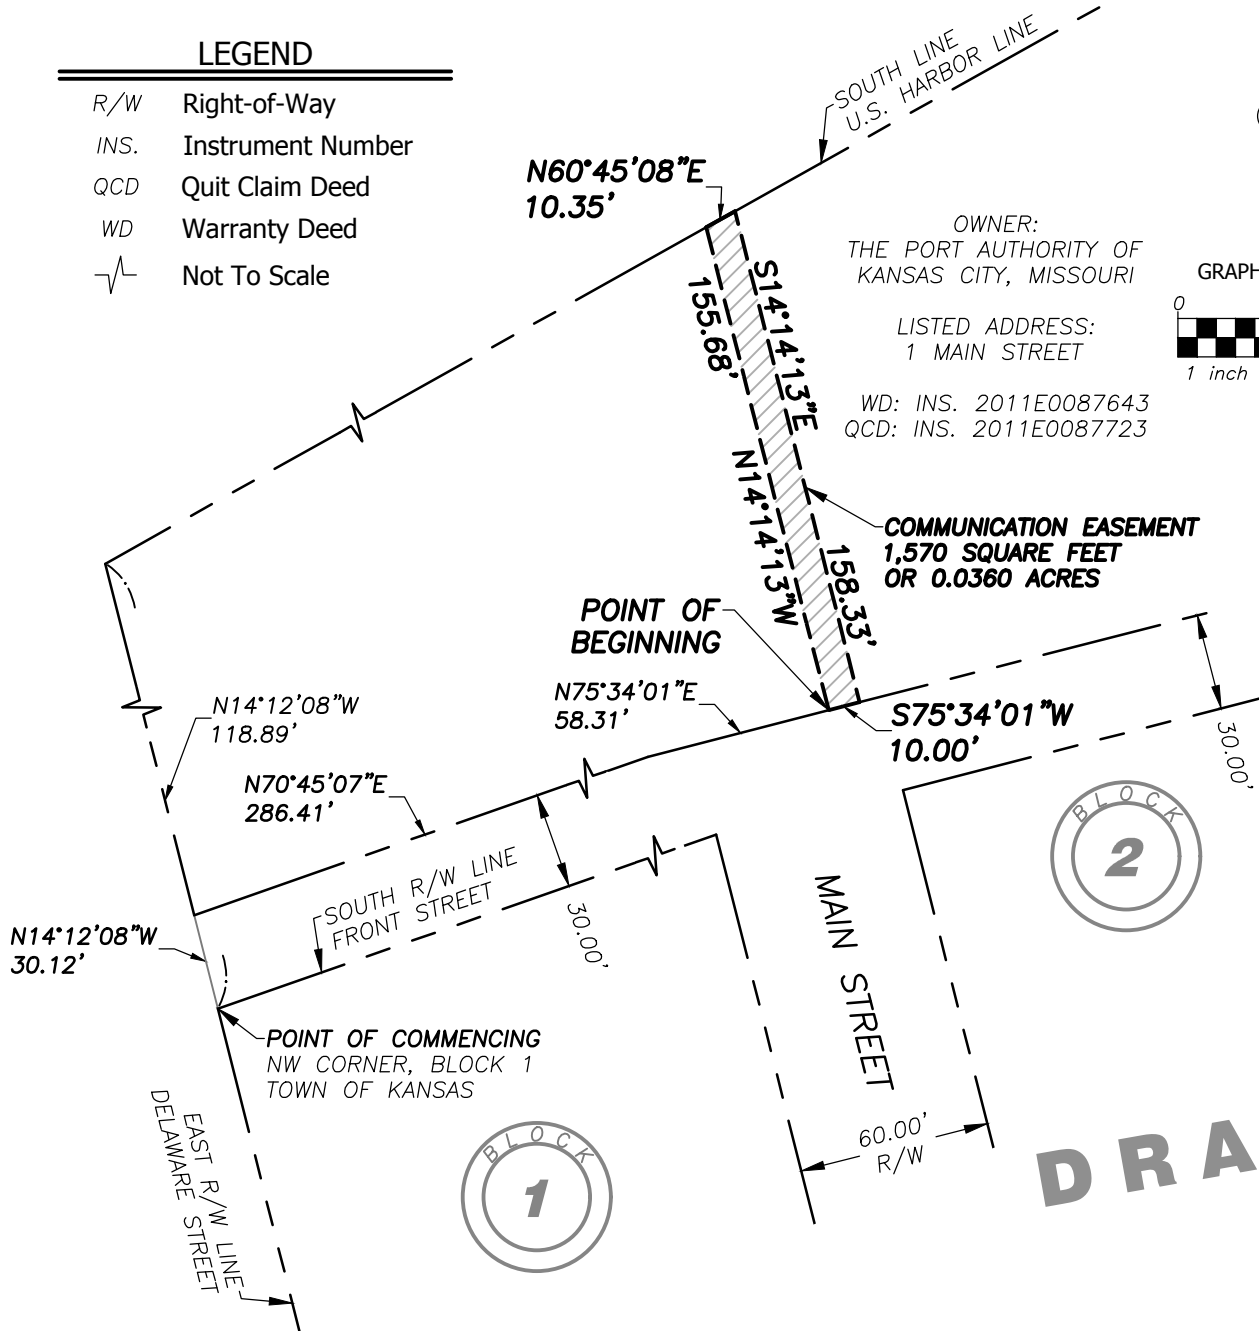 LEGEND
R/W Right-of-Way
INS. Instrument Number
QCD Quit Claim Deed
WD Warranty Deed
Not To Scale
SOUTH LINE
U.S. HARBOR LINE
N60°45'08"E
10.35'
OWNER:
THE PORT AUTHORITY OF
KANSAS CITY, MISSOURI
LISTED ADDRESS:
1 MAIN STREET
WD: INS. 2011E0087643
QCD: INS. 2011E0087723
GRAPH
0
1 inch
S14°14'13"E
158.33'
155.68'
N14°14'13"W
COMMUNICATION EASEMENT
1,570 SQUARE FEET
OR 0.0360 ACRES
POINT OF
BEGINNING
N75°34'01"E
58.31'
S75°34'01"W
10.00'
30.00'
N14°12'08"W
118.89'
N70°45'07"E
286.41'
SOUTH R/W LINE
FRONT STREET
30.00'
BLOCK
2
MAIN STREET
N14°12'08"W
30.12'
POINT OF COMMENCING
NW CORNER, BLOCK 1
TOWN OF KANSAS
EAST R/W LINE
DELAWARE STREET
BLOCK
1
60.00'
R/W
DRA